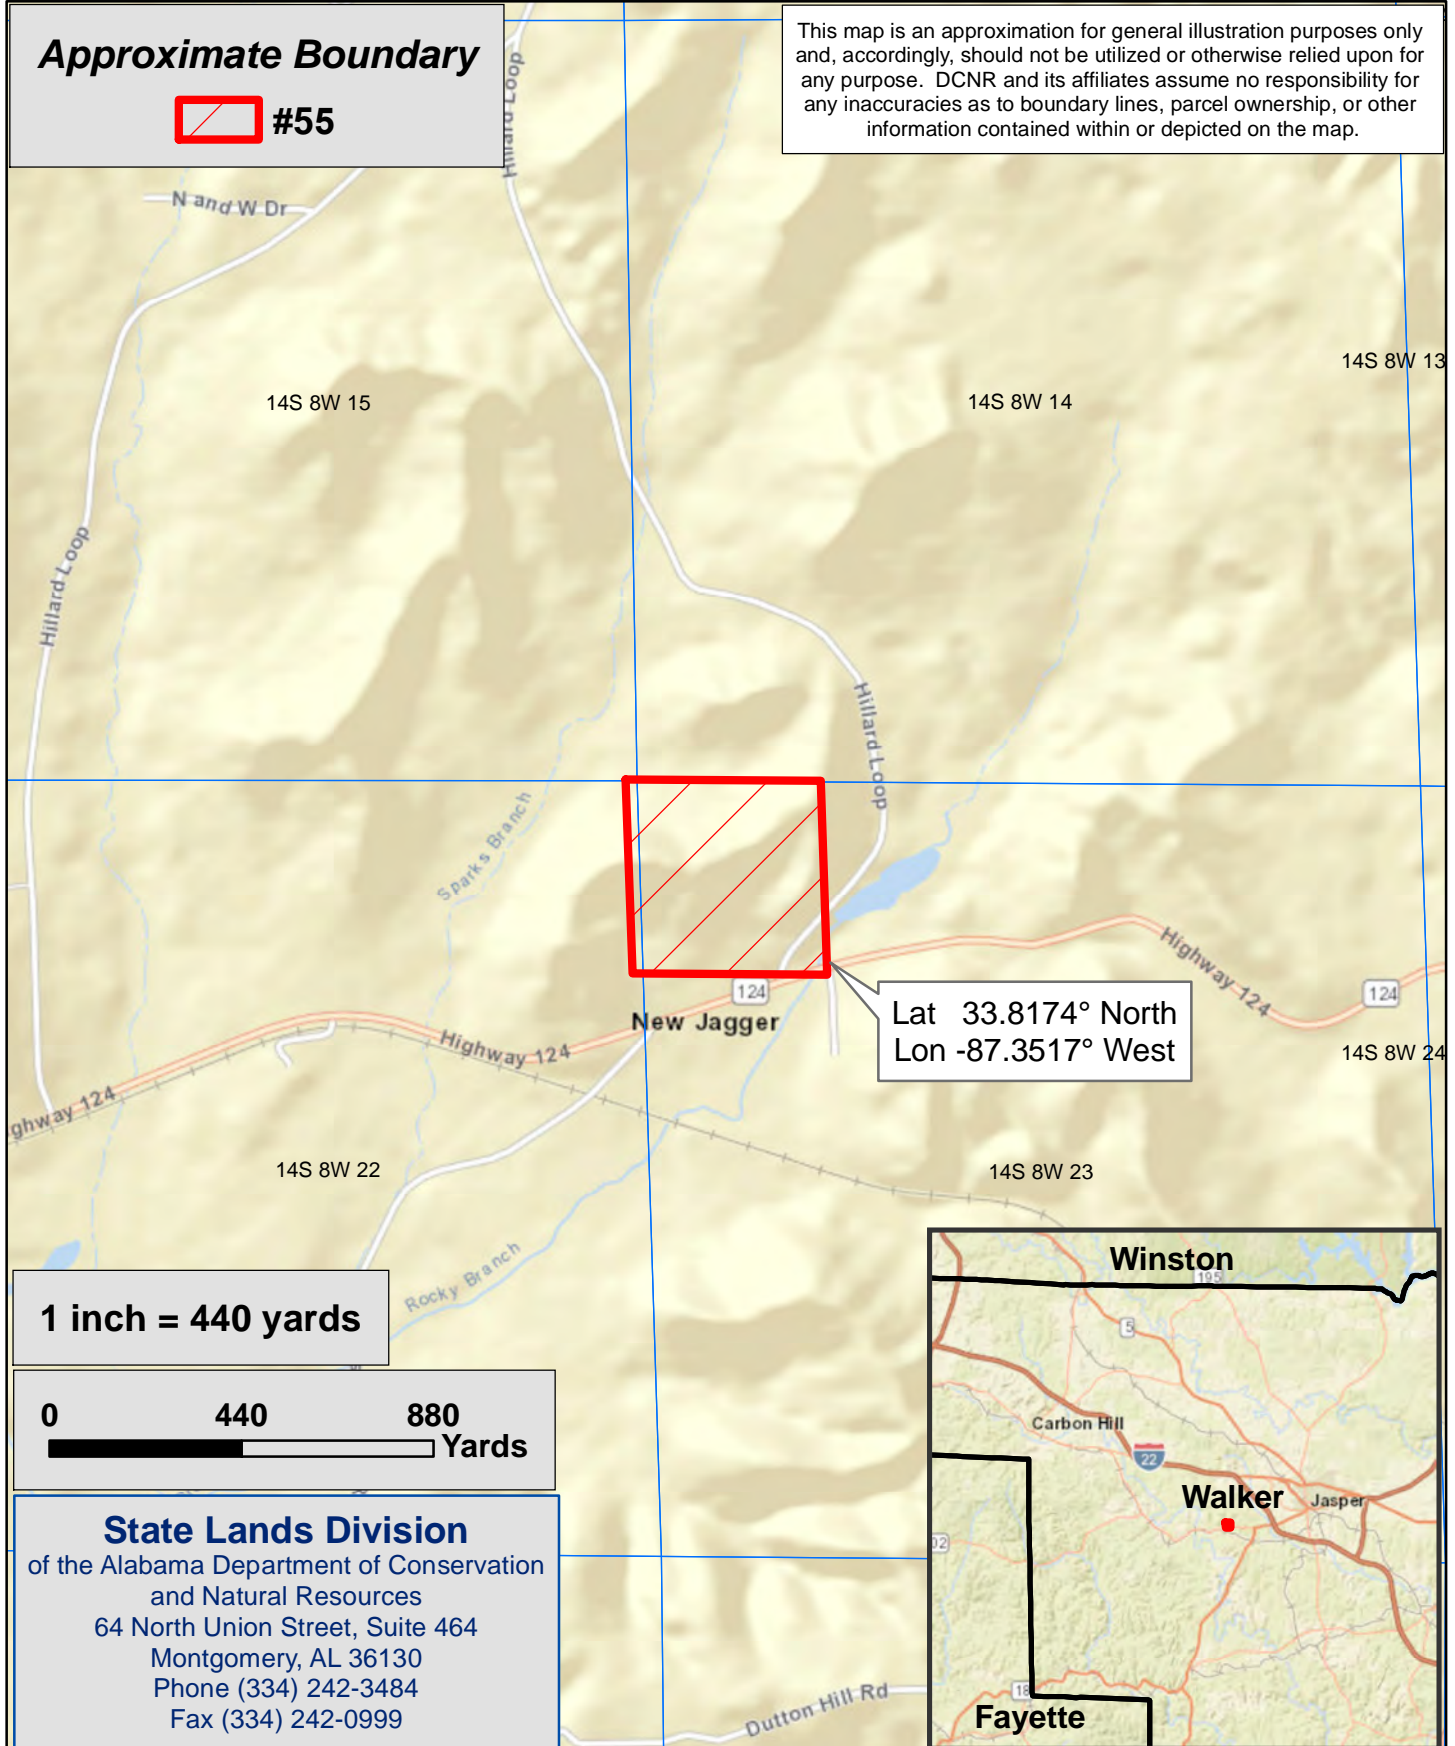 Approximate Boundary
#55
This map is an approximation for general illustration purposes only
and, accordingly, should not be utilized or otherwise relied upon for
any purpose.  DCNR and its affiliates assume no responsibility for
any inaccuracies as to boundary lines, parcel ownership, or other
information contained within or depicted on the map.
Hillard Loop
N and W Dr
14S 8W 13
14S 8W 15
14S 8W 14
Hillard Loop
Hillard Loop
Sparks Branch
Highway 124
124
124
New Jagger
Lat   33.8174° North
Lon -87.3517° West
Highway 124
14S 8W 24
ghway 124
14S 8W 22
14S 8W 23
Rocky Branch
1 inch = 440 yards
0 440 880
Yards
State Lands Division
of the Alabama Department of Conservation
and Natural Resources
64 North Union Street, Suite 464
Montgomery, AL 36130
Phone (334) 242-3484
Fax (334) 242-0999
Dutton Hill Rd
Winston
195
5
Carbon Hill
22
Walker
Jasper
02
18
Fayette